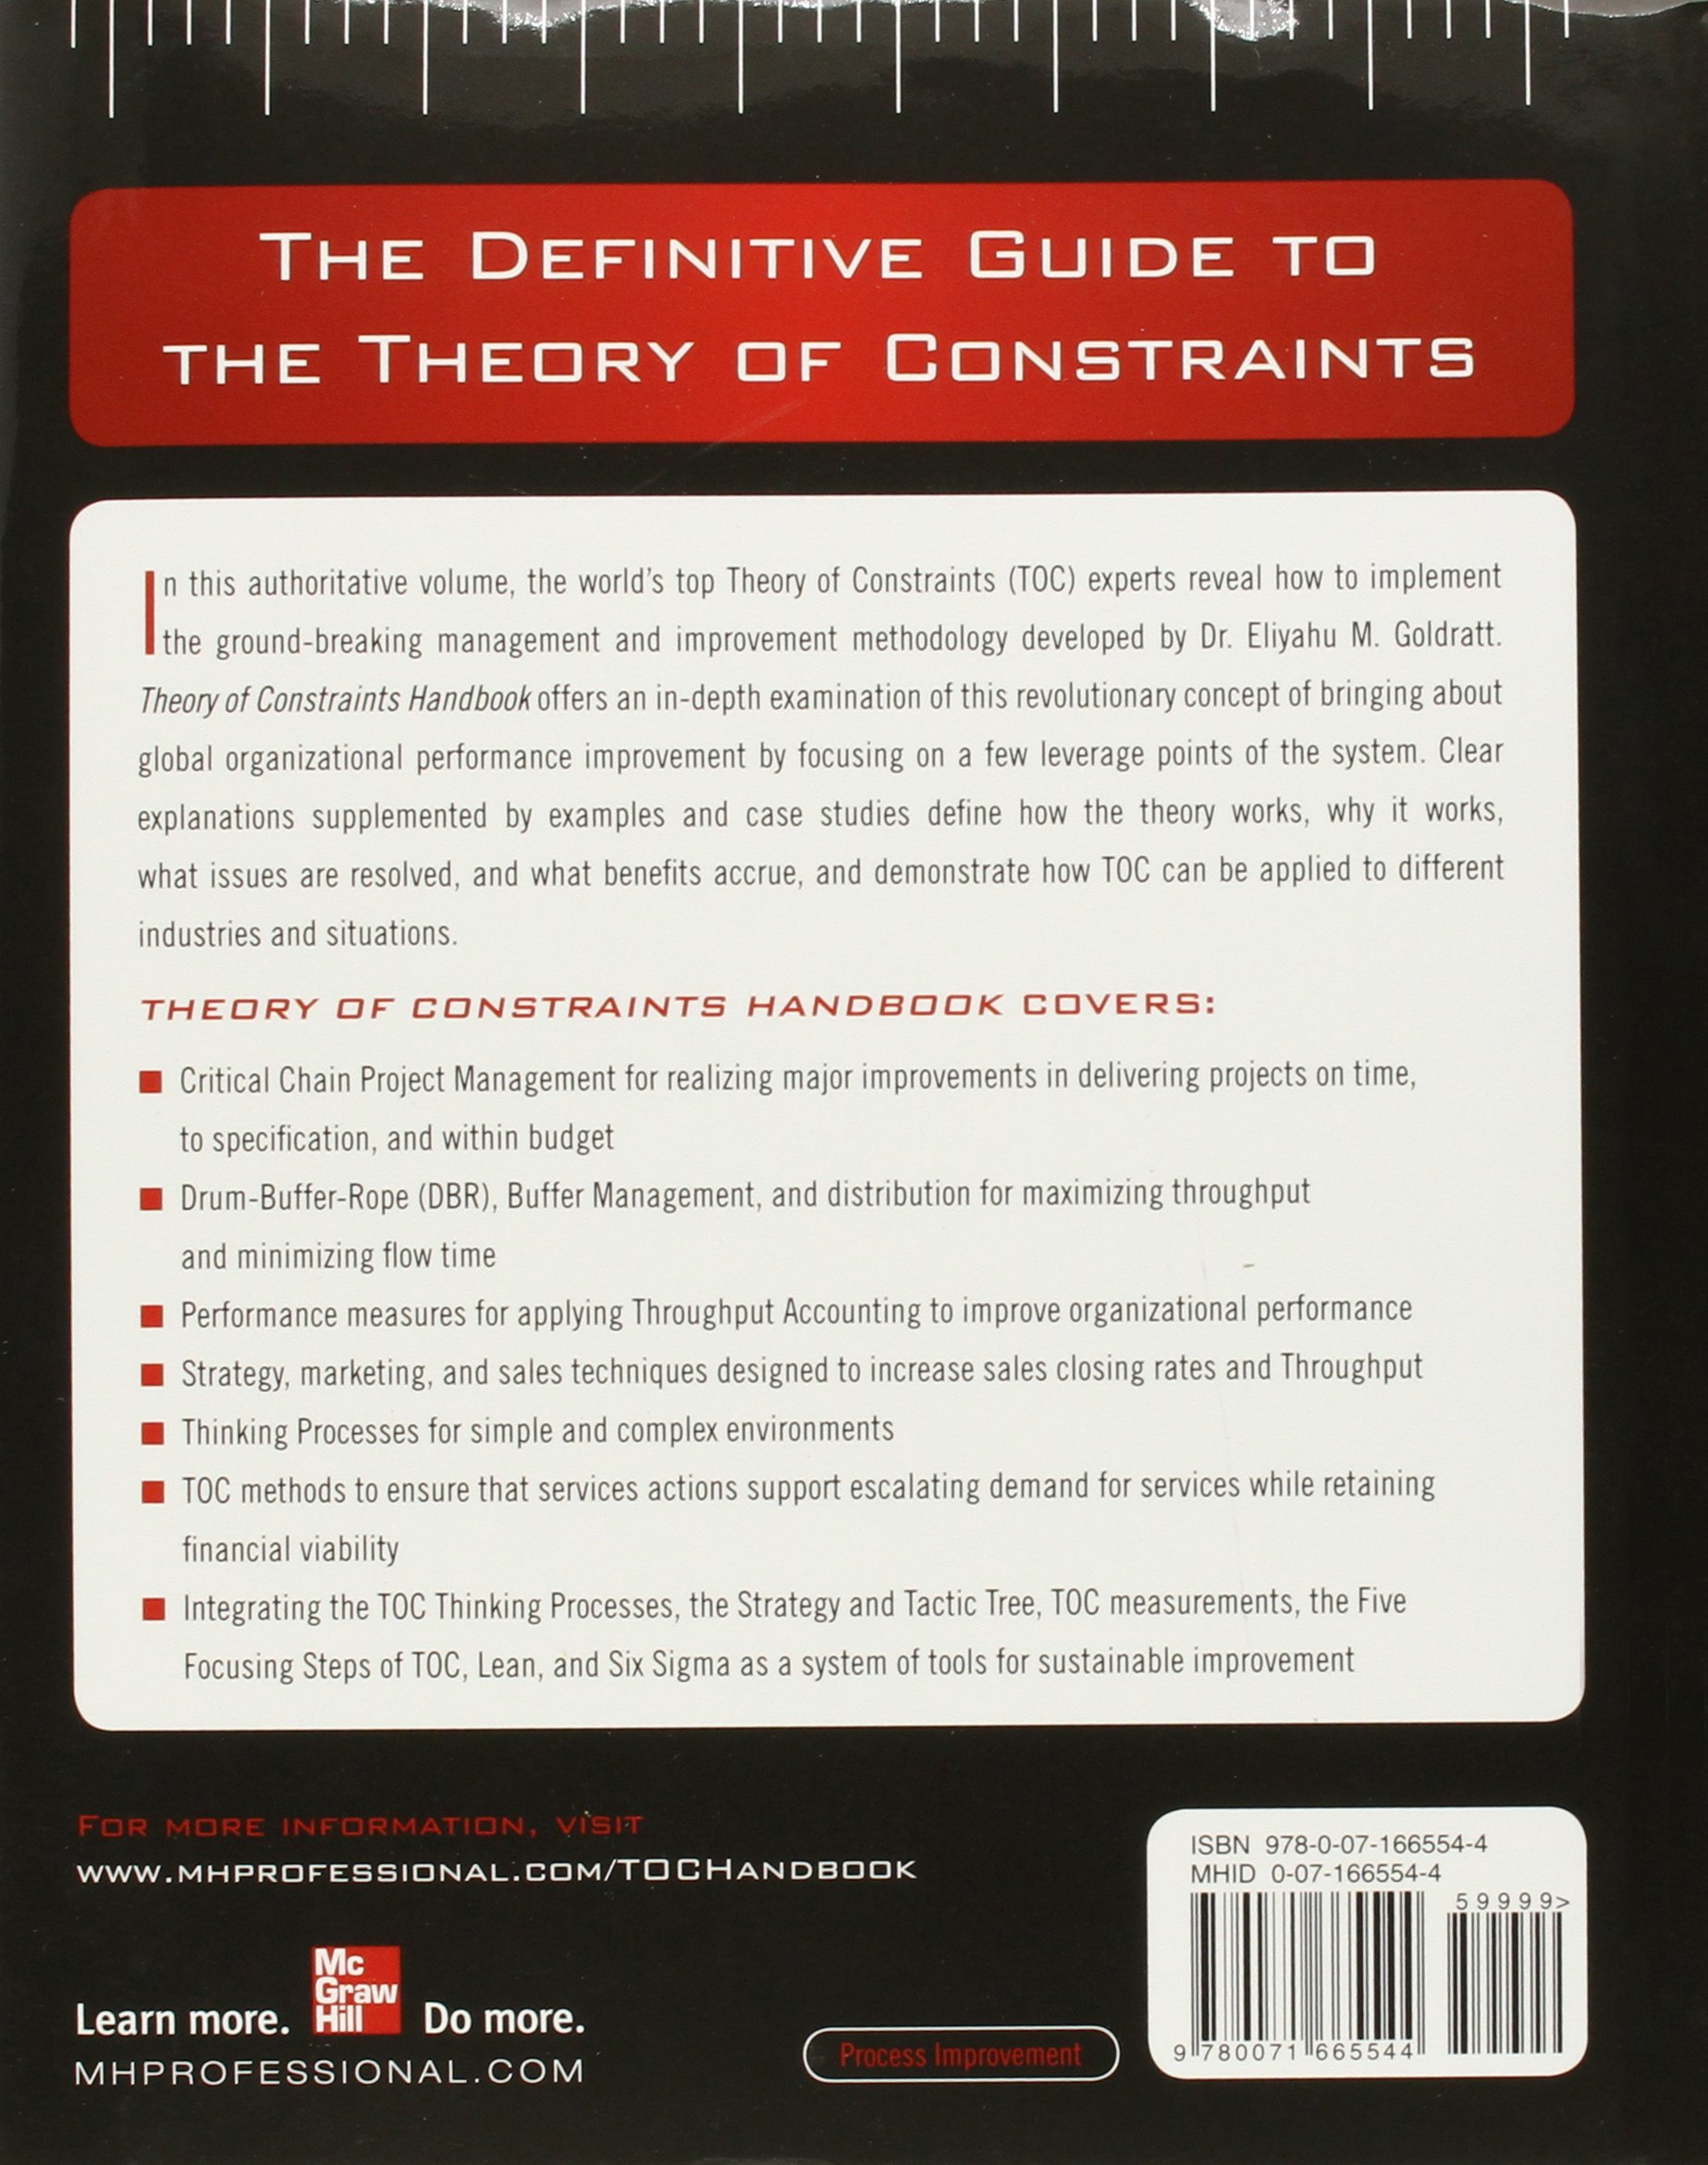 THE DEFINITIVE GUIDE TO
THE THEORY OF CONSTRAINTS
In this authoritative volume, the world's top Theory of Constraints (TOC) experts reveal how to implement
the ground-breaking management and improvement methodology developed by Dr. Eliyahu M. Goldratt.
Theory of Constraints Handbook offers an in-depth examination of this revolutionary concept of bringing about
global organizational performance improvement by focusing on a few leverage points of the system. Clear
explanations supplemented by examples and case studies define how the theory works, why it works,
what issues are resolved, and what benefits accrue, and demonstrate how TOC can be applied to different
industries and situations.
THEORY OF CONSTRAINTS HANDBOOK COVERS:
■ Critical Chain Project Management for realizing major improvements in delivering projects on time,
to specification, and within budget
■ Drum-Buffer-Rope (DBR), Buffer Management, and distribution for maximizing throughput
and minimizing flow time
■ Performance measures for applying Throughput Accounting to improve organizational performance
■ Strategy, marketing, and sales techniques designed to increase sales closing rates and Throughput
■ Thinking Processes for simple and complex environments
■ TOC methods to ensure that services actions support escalating demand for services while retaining
financial viability
■ Integrating the TOC Thinking Processes, the Strategy and Tactic Tree, TOC measurements, the Five
Focusing Steps of TOC, Lean, and Six Sigma as a system of tools for sustainable improvement
FOR MORE INFORMATION, VISIT
WWW.MHPROFESSIONAL.COM/TOCHANDBOOK
Mc
Graw
Hill
Learn more. Do more.
MHPROFESSIONAL.COM
Process Improvement
ISBN 978-0-07-166554-4
MHID 0-07-166554-4
59999>
9 780071 665544